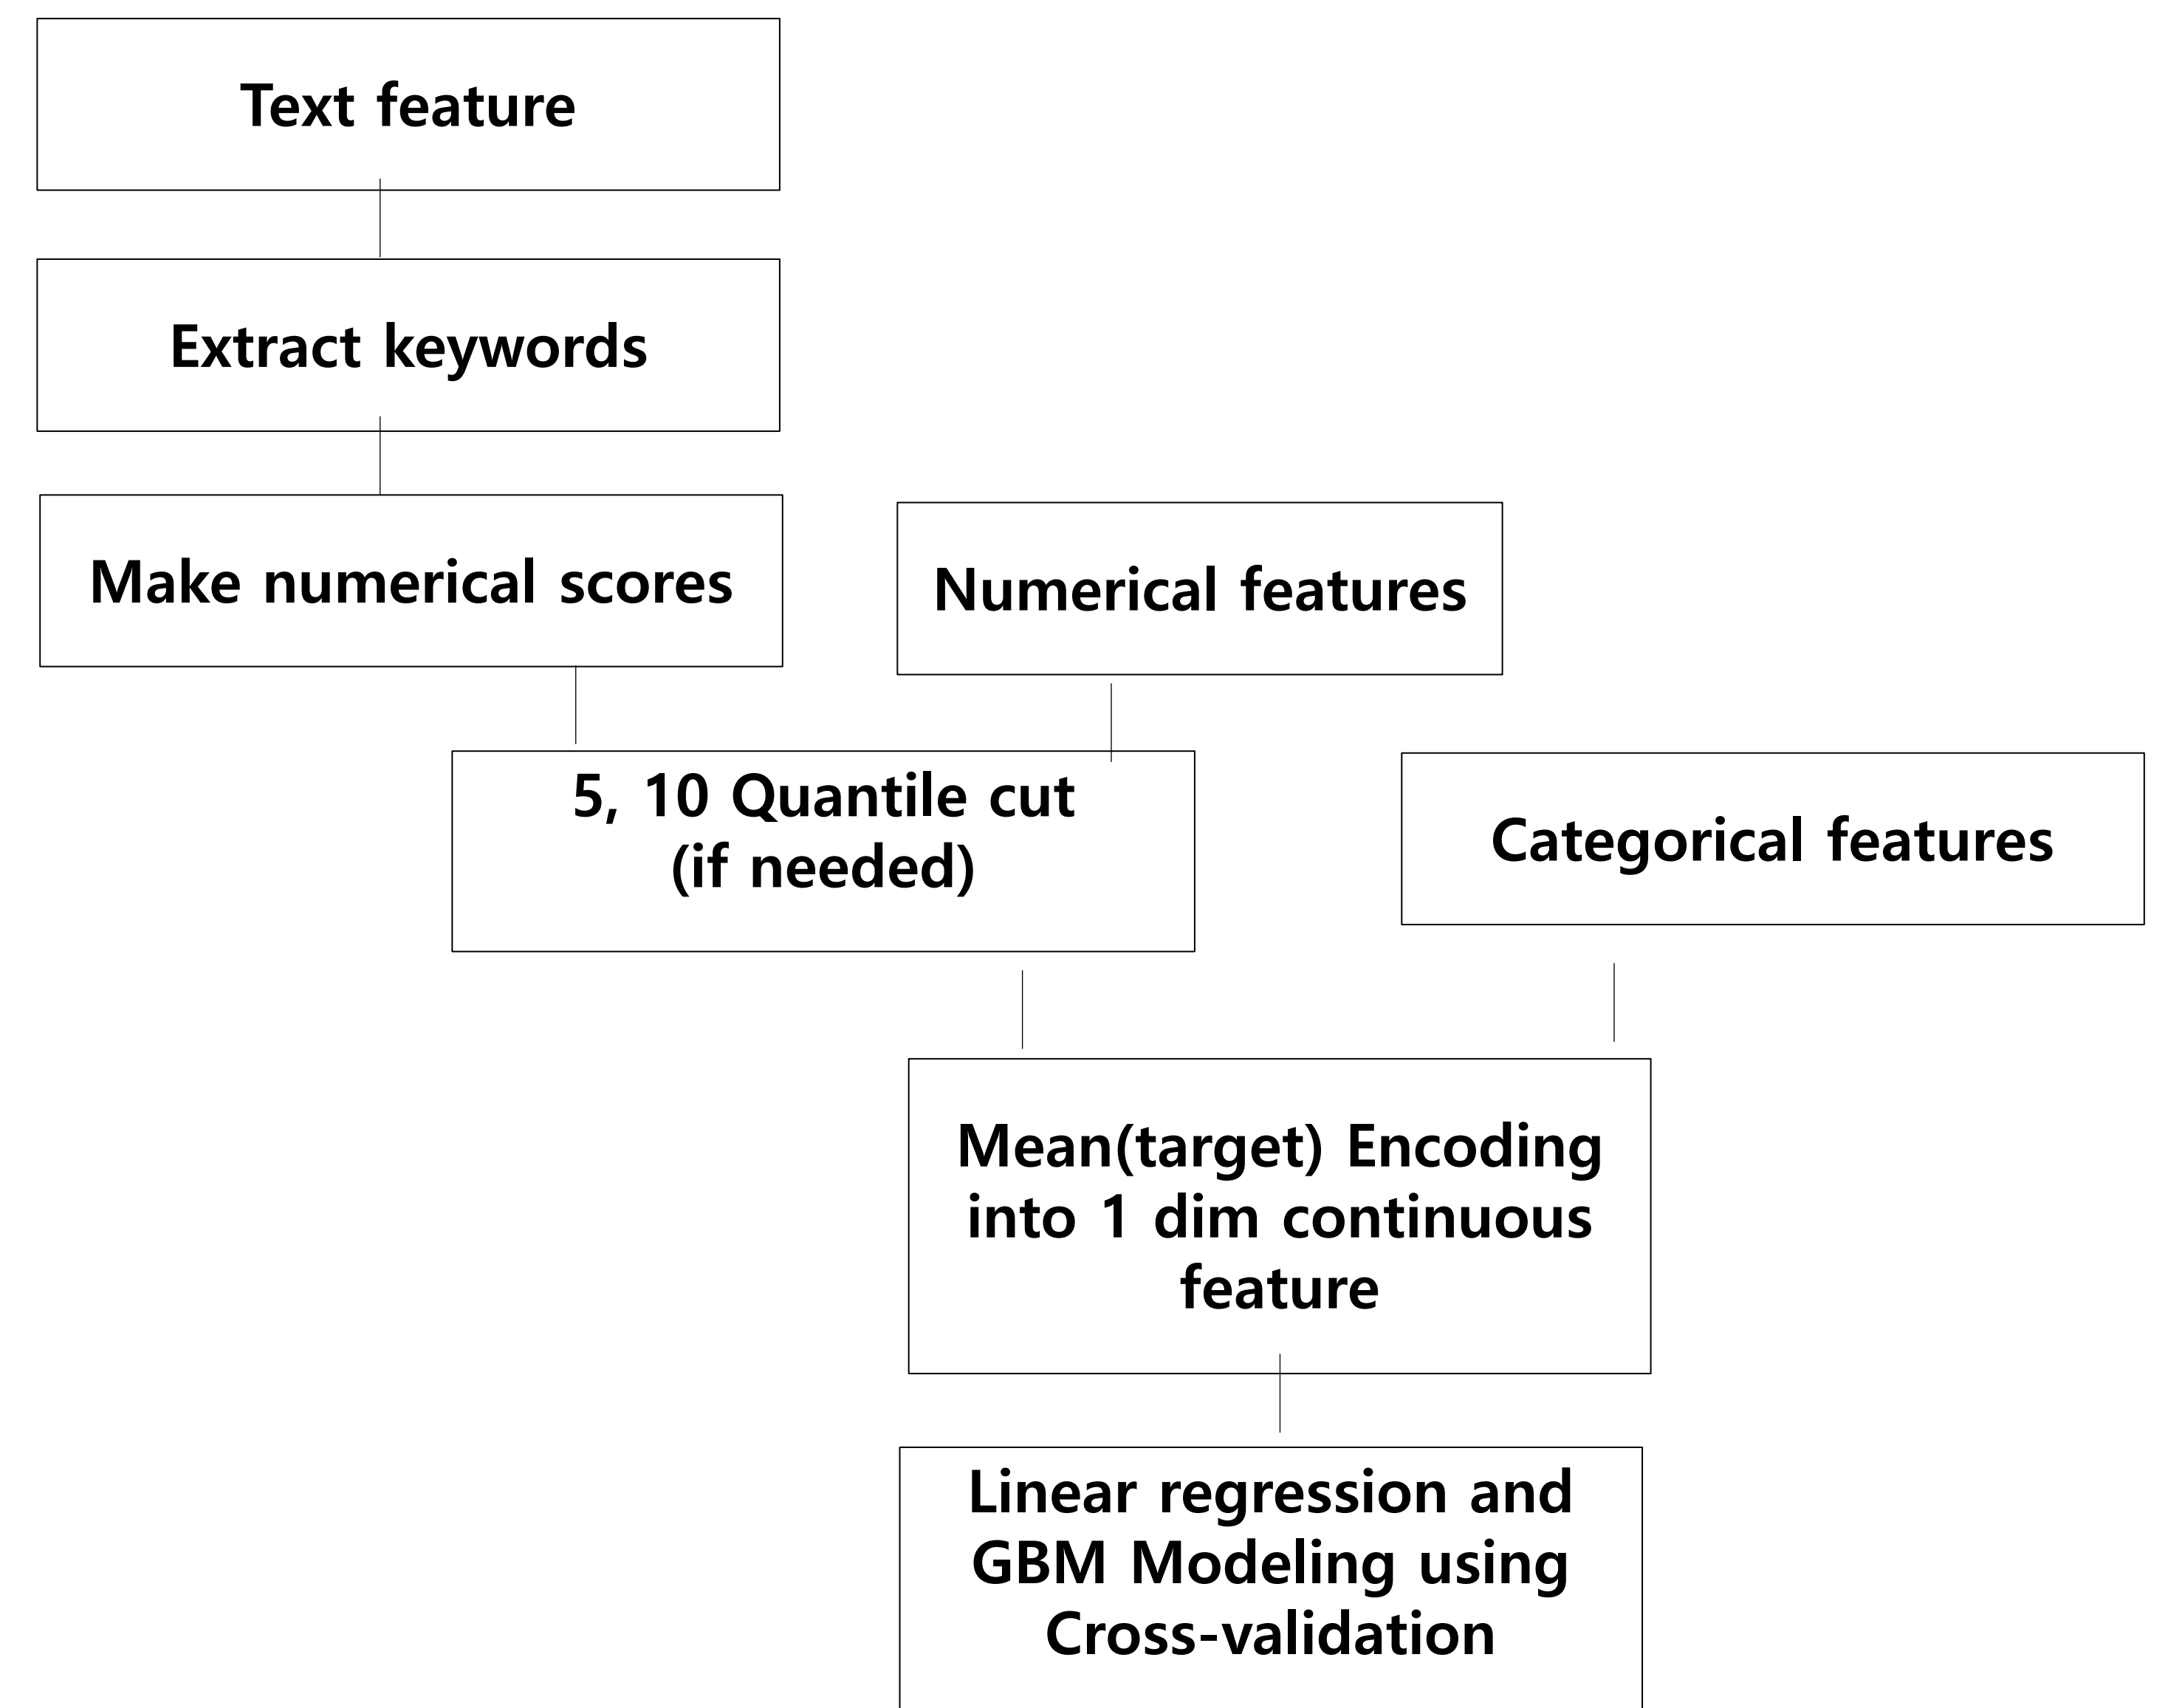 Text feature
Extract keywords
Make numerical scores
Numerical features
5, 10 Quantile cut
(if needed)
Categorical features
Mean(target) Encoding
into 1 dim continuous
feature
Linear regression and
GBM Modeling using
Cross-validation